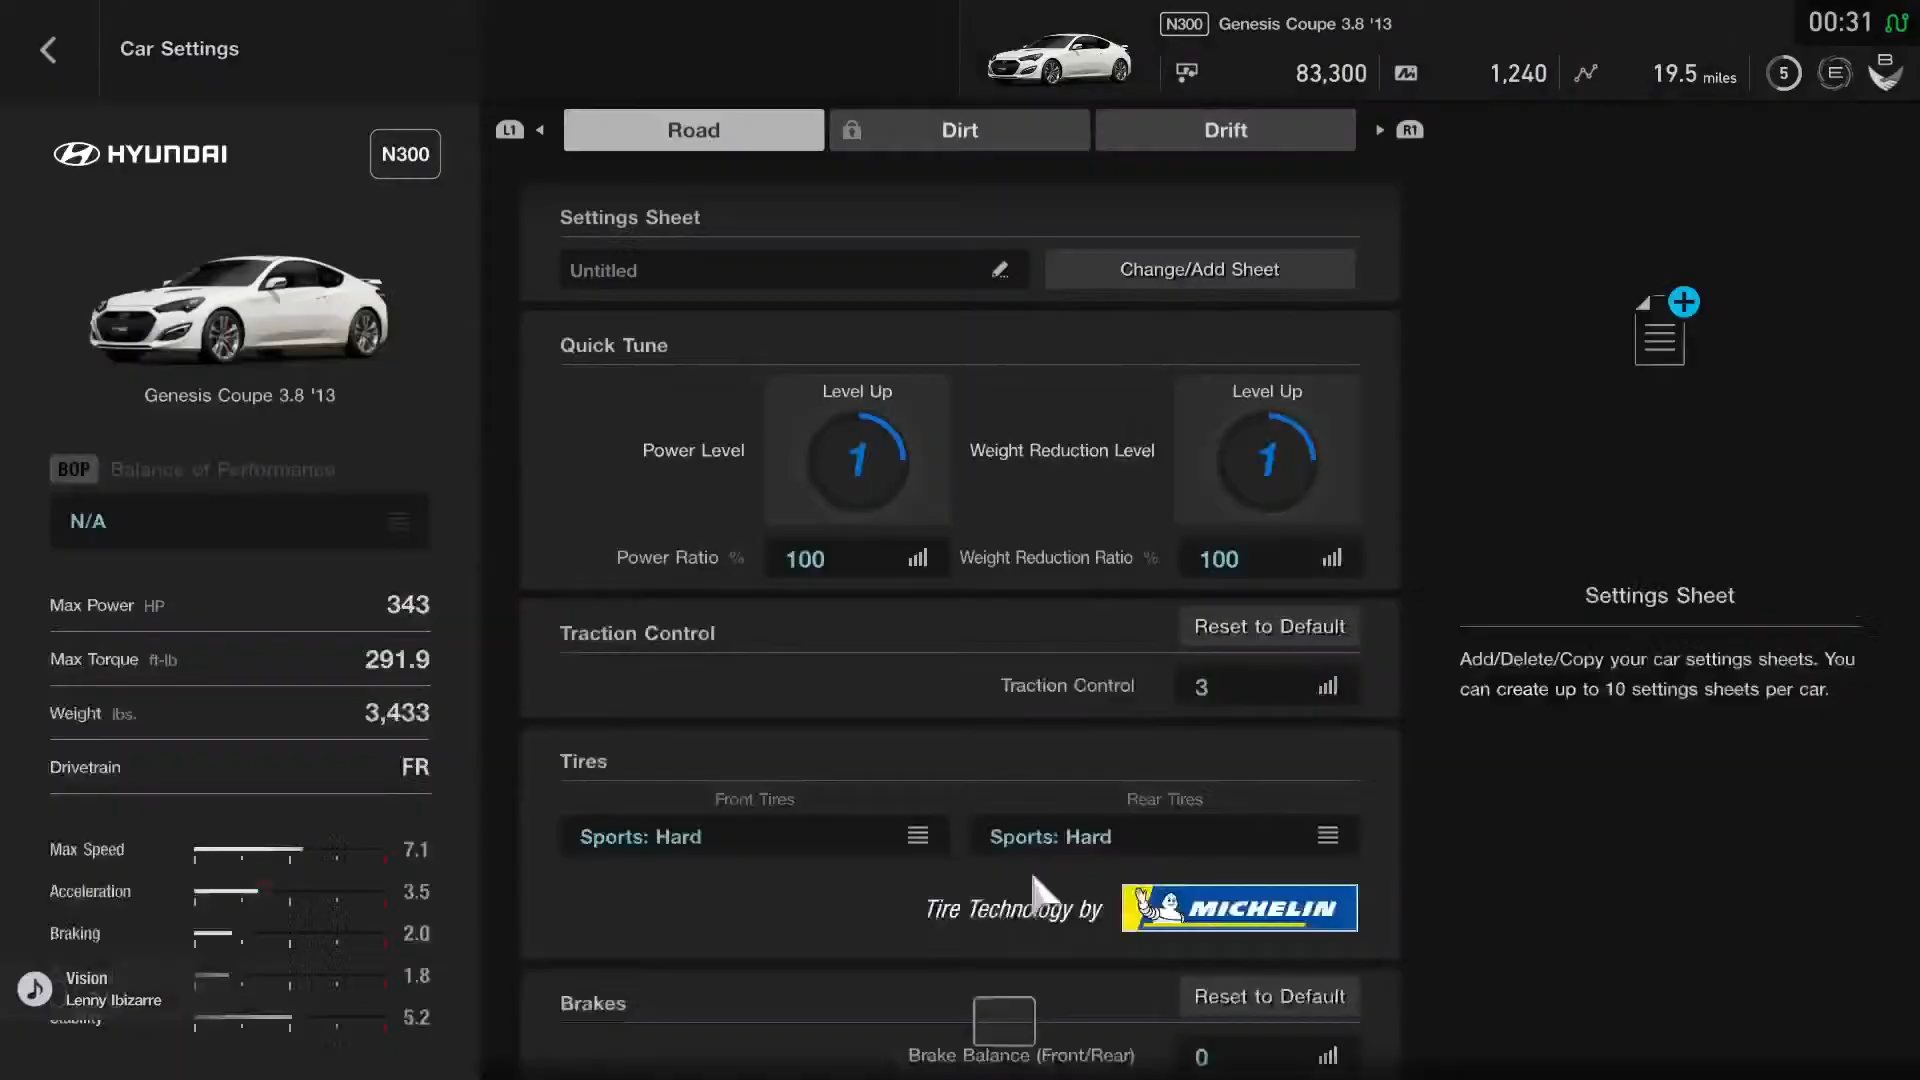 Car Settings
N300 Genesis Coupe 3.8 '13
00:31
83,300
1,240
19.5 miles
5
E
B
L1
Road
Dirt
Drift
R1
HYUNDAI
N300
Genesis Coupe 3.8 '13
BOP Balance of Performance
N/A
Max Power HP 343
Max Torque ft-lb 291.9
Weight lbs. 3,433
Drivetrain FR
Max Speed 7.1
Acceleration 3.5
Braking 2.0
1.8
Stability 5.2
Vision
Lenny Ibizarre
Settings Sheet
Untitled
Change/Add Sheet
Quick Tune
Level Up
Level Up
Power Level 1
Weight Reduction Level 1
Power Ratio % 100
Weight Reduction Ratio % 100
Traction Control
Reset to Default
Traction Control 3
Tires
Front Tires
Rear Tires
Sports: Hard
Sports: Hard
Tire Technology by MICHELIN
Brakes
Reset to Default
Brake Balance (Front/Rear) 0
Settings Sheet
Add/Delete/Copy your car settings sheets. You
can create up to 10 settings sheets per car.